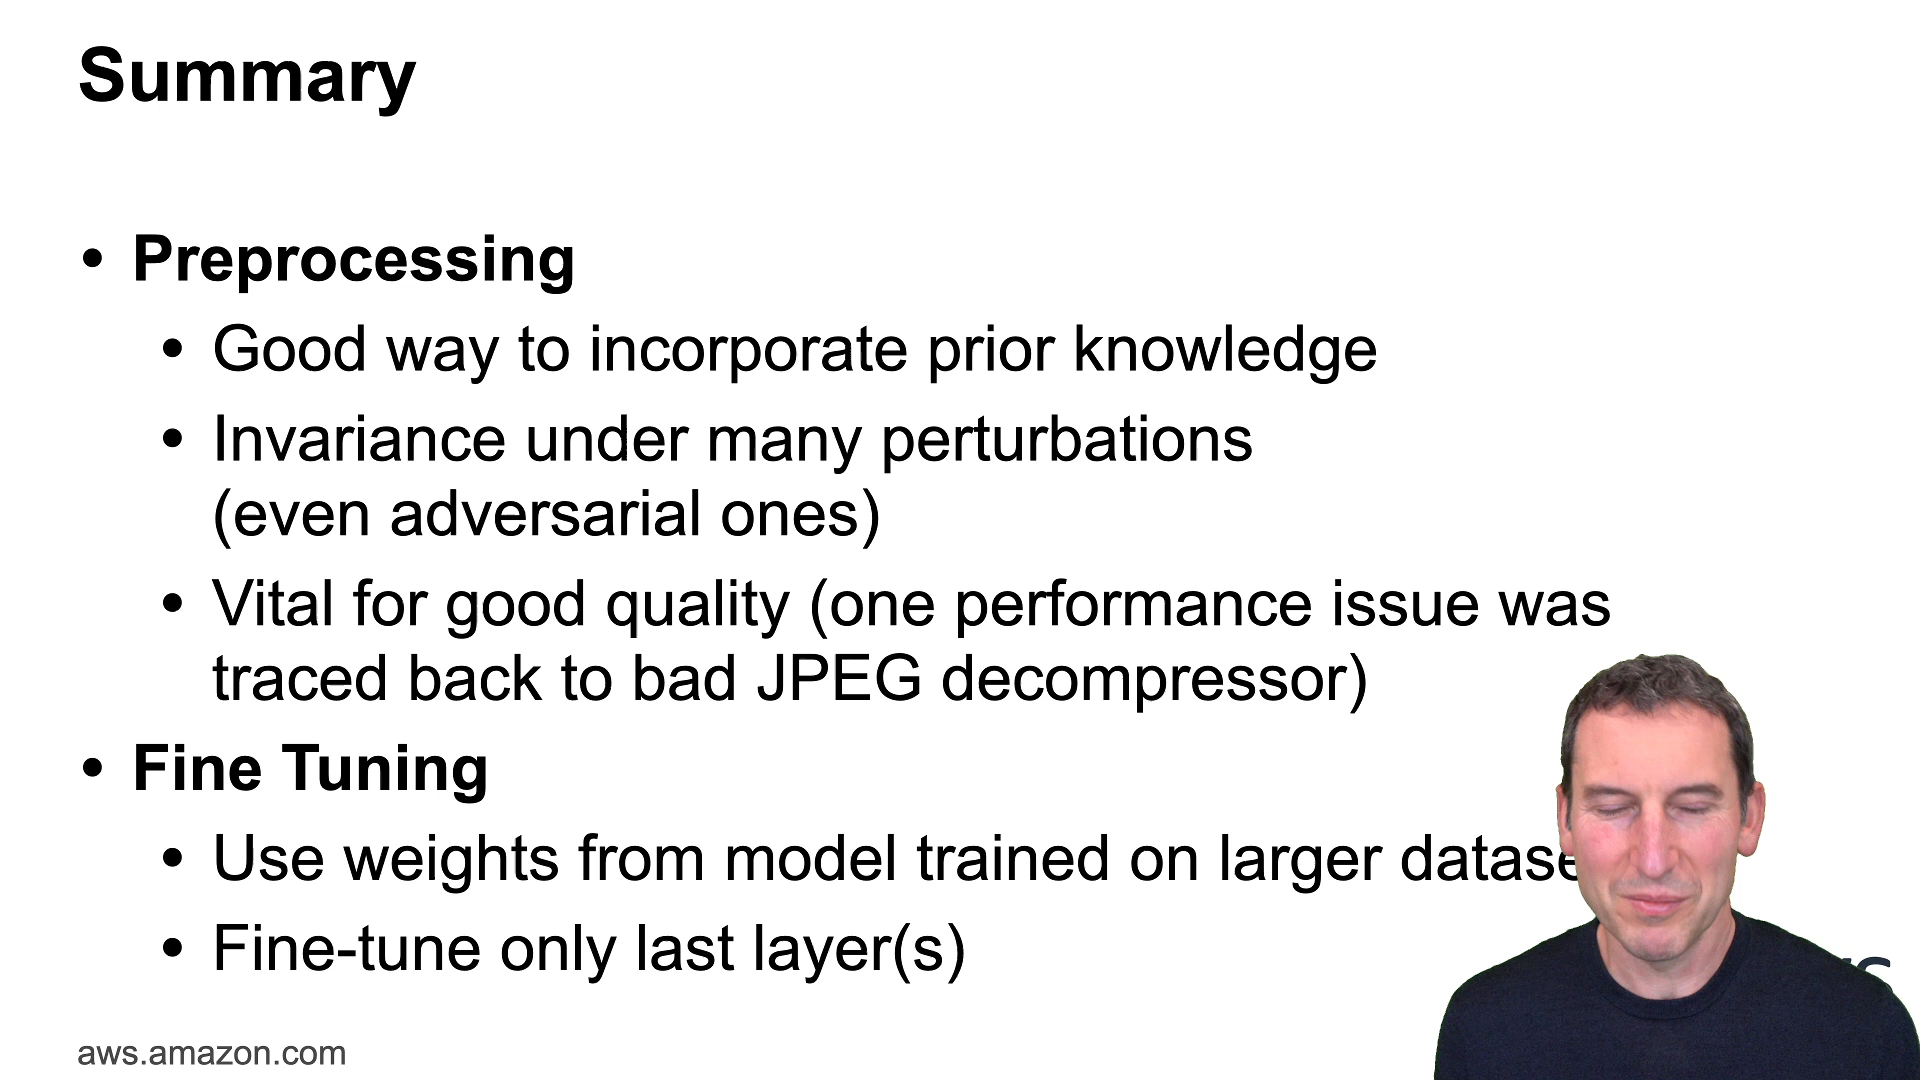 Summary
• Preprocessing
• Good way to incorporate prior knowledge
• Invariance under many perturbations
(even adversarial ones)
• Vital for good quality (one performance issue was
traced back to bad JPEG decompressor)
• Fine Tuning
• Use weights from model trained on larger
• Fine-tune only last layer(s)
aws.amazon.com